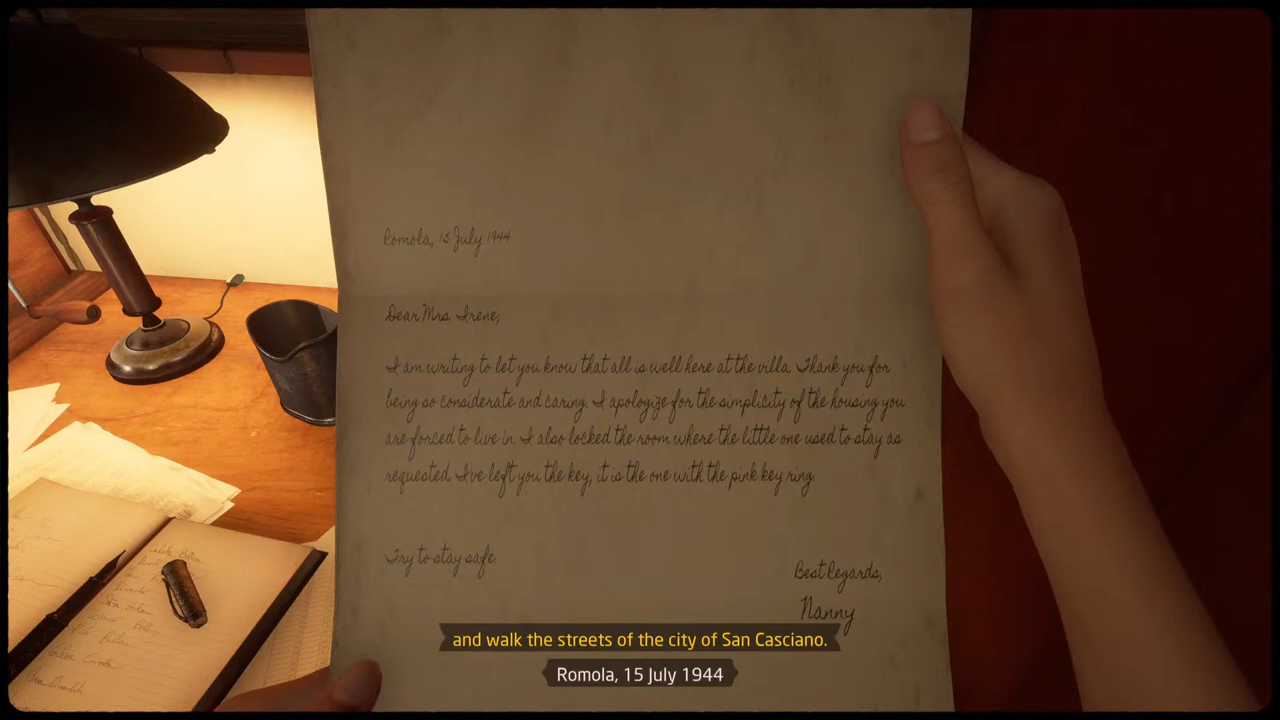 Romola, 15 July 1944
Dear Mrs. Irene,
I am writing to let you know that all is well here at the villa. Thank you for
being so considerate and caring. I apologize for the simplicity of the housing you
are forced to live in. I also locked the room where the little one used to stay as
requested. I've left you the key, it is the one with the pink key ring.
Try to stay safe.
Best Regards,
Nanny
and walk the streets of the city of San Casciano.
Romola, 15 July 1944